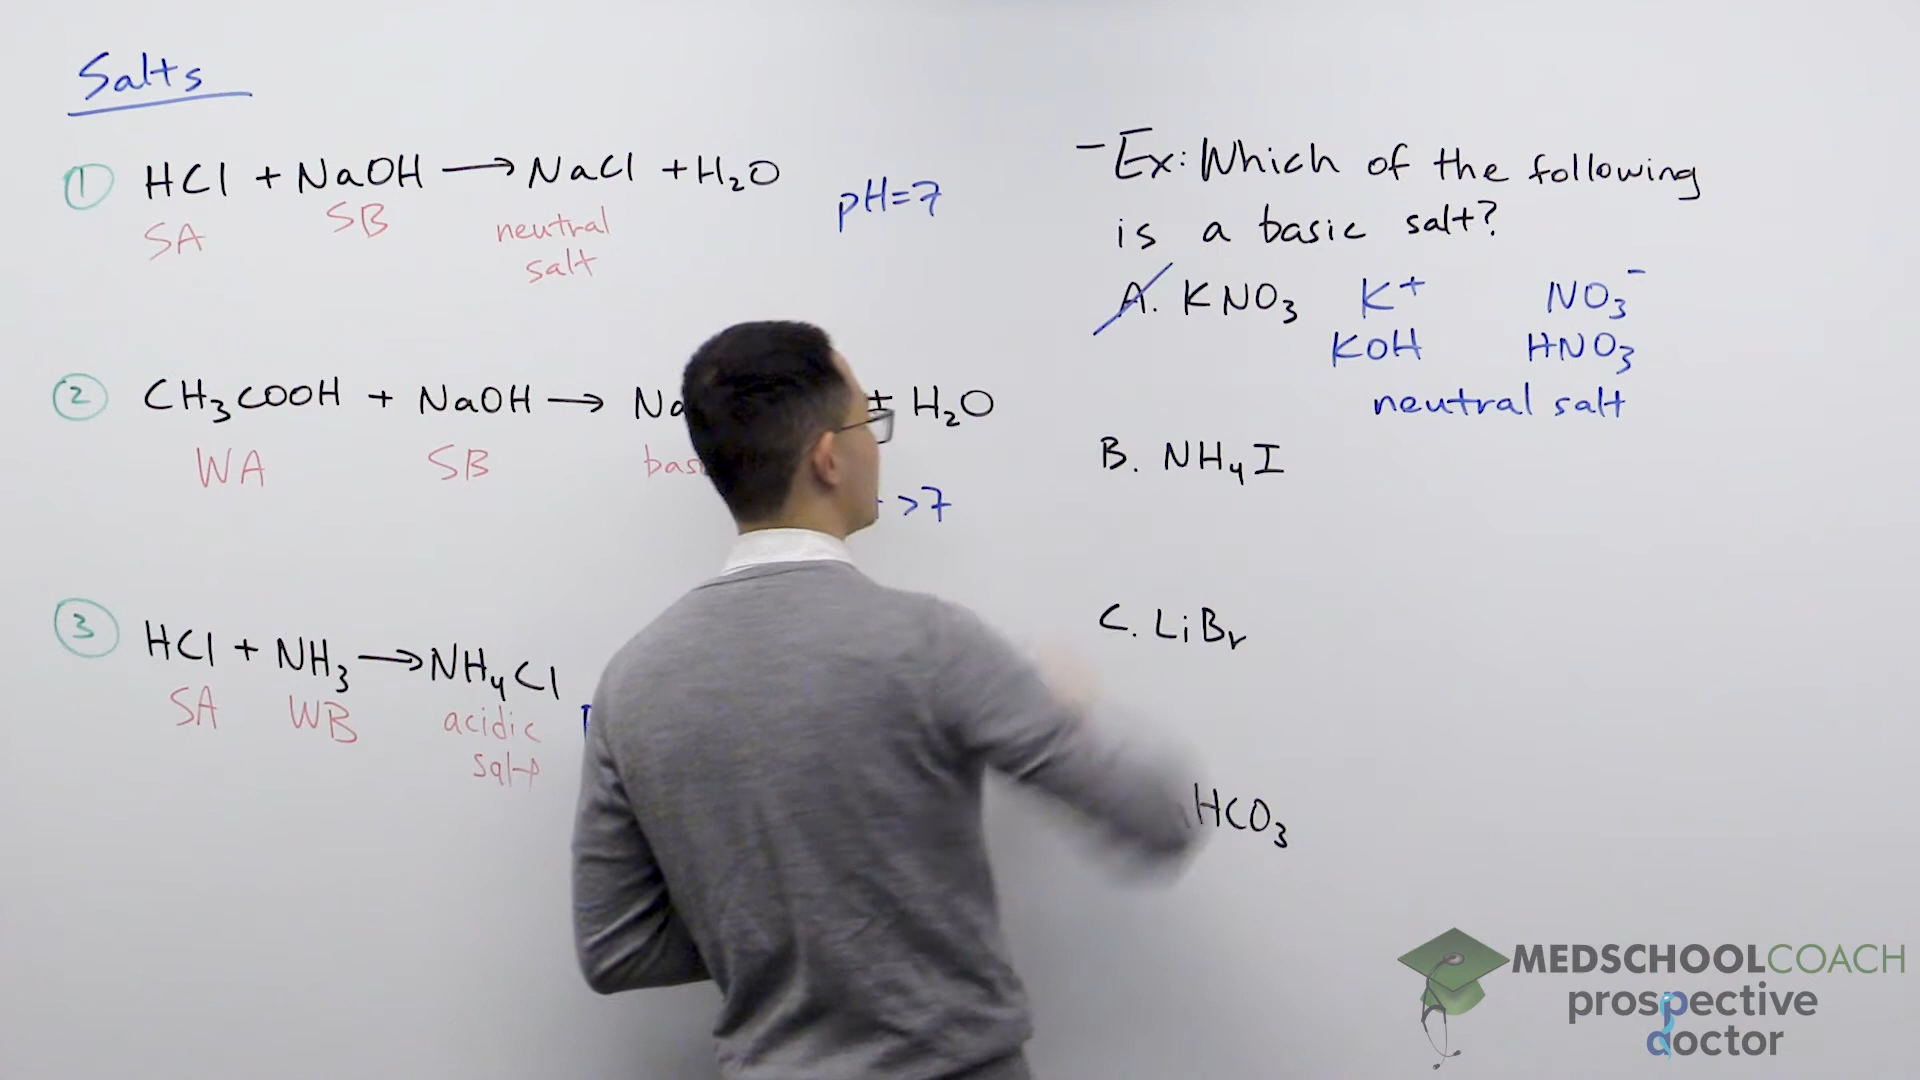 Salts
① HCl + NaOH → NaCl + H₂O
SA SB neutral salt
pH=7
② CH₃COOH + NaOH → Na ± H₂O
WA SB
>7
③ HCl + NH₃ → NH₄Cl
SA WB acidic salt
- Ex: Which of the following
is a basic salt?
A. KNO₃ K⁺ NO₃⁻
KOH HNO₃
neutral salt
B. NH₄I
C. LiBr
HCO₃
MEDSCHOOLCOACH
prospective
doctor